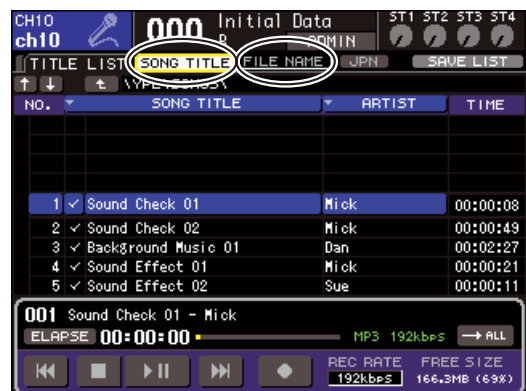 CH10 000 Initial Data ST1 ST2 ST3 ST4
ch10 R ADMIN
TITLE LIST SONG TITLE FILE NAME JPN SAVE LIST
NO. SONG TITLE ARTIST TIME
1 ✓ Sound Check 01 Mick 00:00:08
2 ✓ Sound Check 02 Mick 00:00:49
3 ✓ Background Music 01 Dan 00:02:27
4 ✓ Sound Effect 01 Mick 00:00:21
5 ✓ Sound Effect 02 Sue 00:00:11
001 Sound Check 01 - Mick
ELAPSE 00:00:00 MP3 192kbps → ALL
REC RATE FREE SIZE
192kbps 166.3MB (69%)